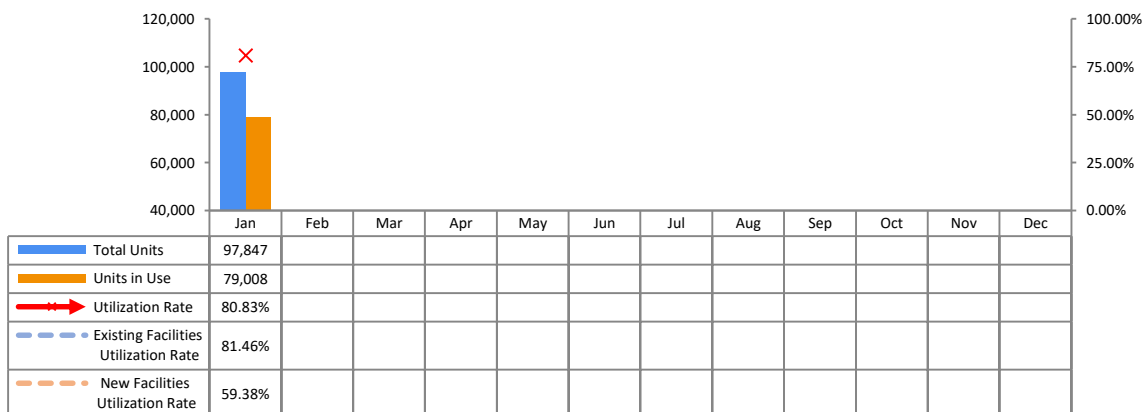 120,000
100,000
80,000
60,000
40,000
100.00%
75.00%
50.00%
25.00%
0.00%
Jan Feb Mar Apr May Jun Jul Aug Sep Oct Nov Dec
Total Units 97,847
Units in Use 79,008
Utilization Rate 80.83%
Existing Facilities
Utilization Rate 81.46%
New Facilities
Utilization Rate 59.38%